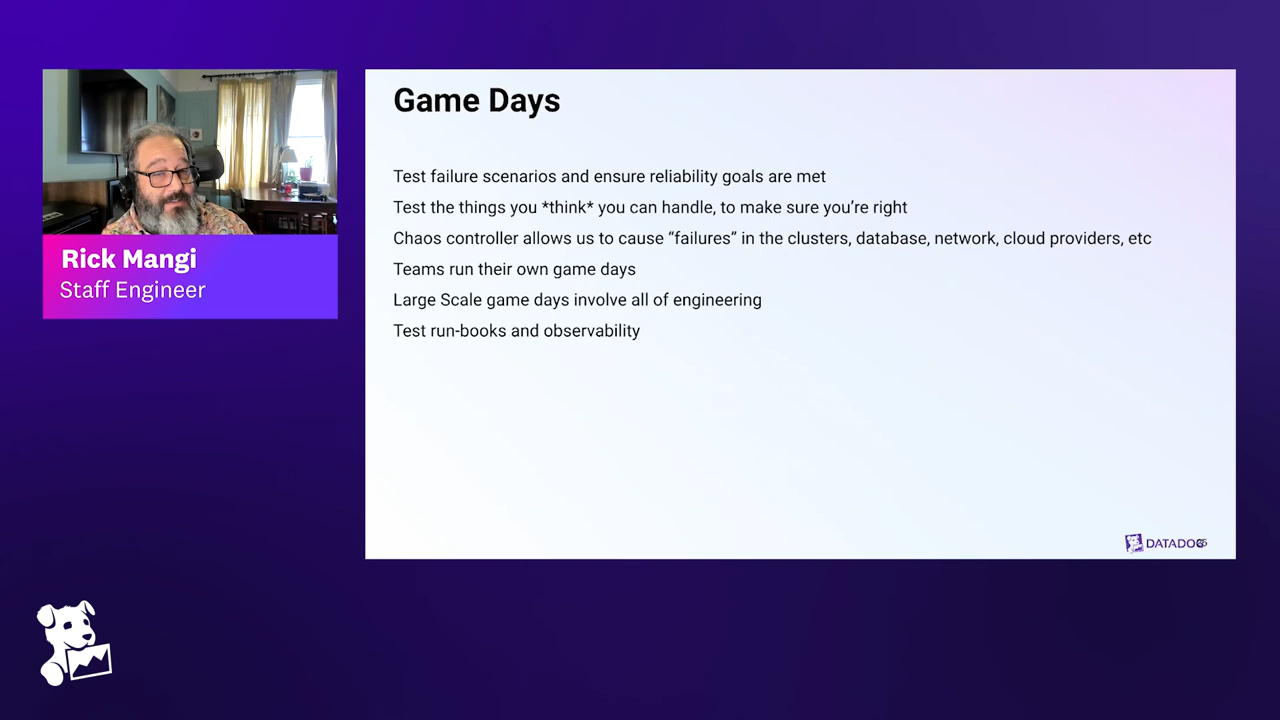 Game Days
Test failure scenarios and ensure reliability goals are met
Test the things you *think* you can handle, to make sure you’re right
Chaos controller allows us to cause “failures” in the clusters, database, network, cloud providers, etc
Teams run their own game days
Large Scale game days involve all of engineering
Test run-books and observability
Rick Mangi
Staff Engineer
DATADOG